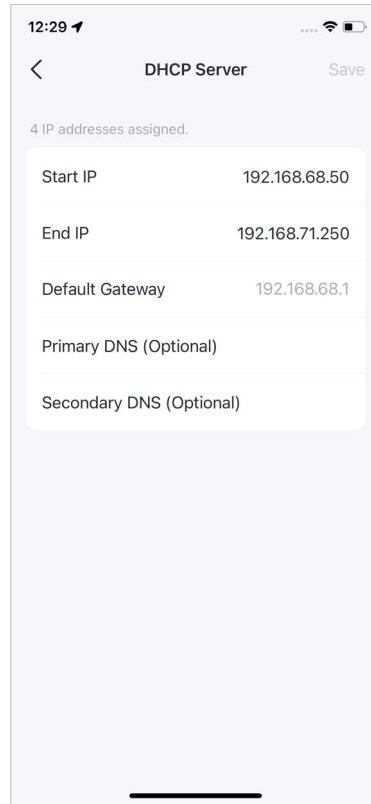 12:29
DHCP Server Save
4 IP addresses assigned.
Start IP 192.168.68.50
End IP 192.168.71.250
Default Gateway 192.168.68.1
Primary DNS (Optional)
Secondary DNS (Optional)